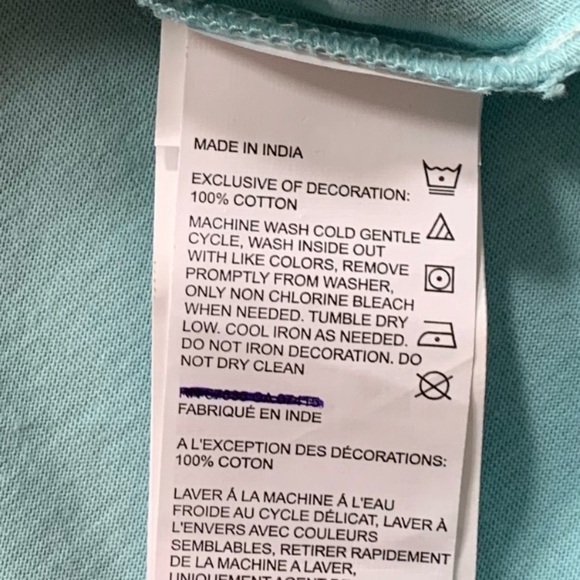 MADE IN INDIA
EXCLUSIVE OF DECORATION:
100% COTTON
MACHINE WASH COLD GENTLE
CYCLE, WASH INSIDE OUT
WITH LIKE COLORS, REMOVE
PROMPTLY FROM WASHER,
ONLY NON CHLORINE BLEACH
WHEN NEEDED. TUMBLE DRY
LOW. COOL IRON AS NEEDED.
DO NOT IRON DECORATION. DO
NOT DRY CLEAN
FABRIQUÉ EN INDE
A L'EXCEPTION DES DÉCORATIONS:
100% COTON
LAVER Á LA MACHINE Á L'EAU
FROIDE AU CYCLE DÉLICAT, LAVER À
L'ENVERS AVEC COULEURS
SEMBLABLES, RETIRER RAPIDEMENT
DE LA MACHINE A LAVER,